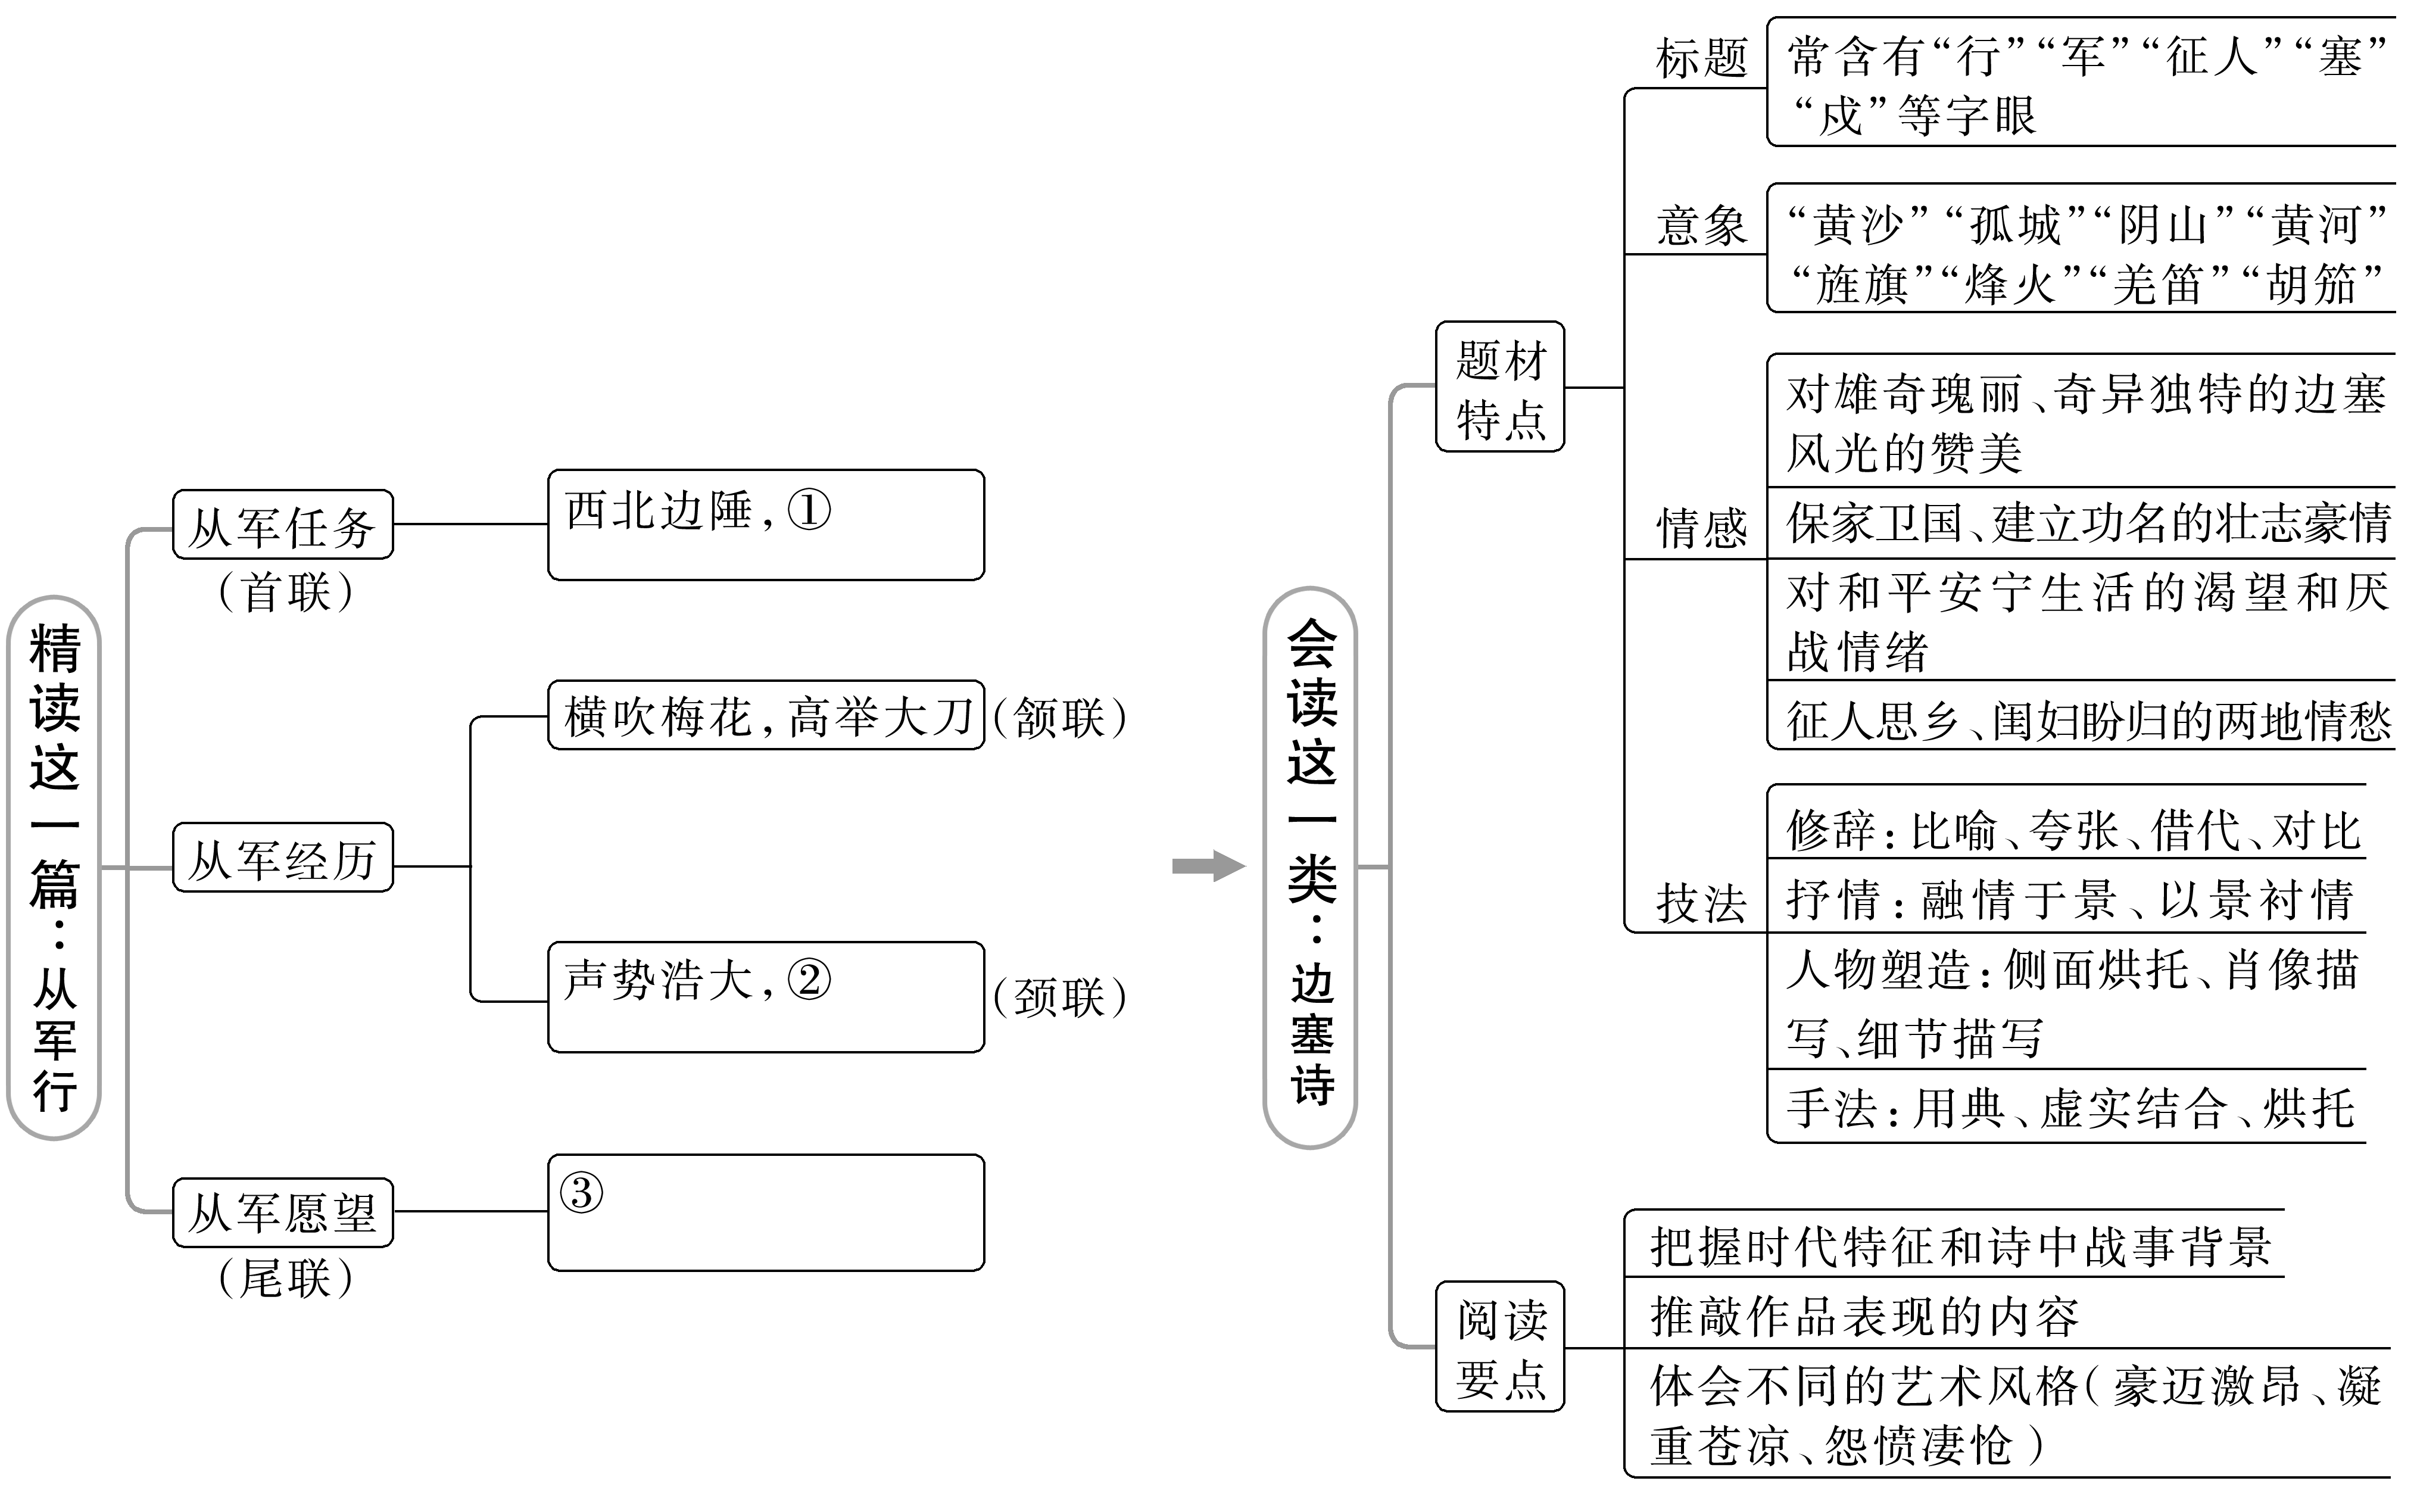 精读这一篇：从军行
从军任务
（首联）
西北边陲，①
从军经历
横吹梅花，高举大刀
（颔联）
声势浩大，②
（颈联）
从军愿望
（尾联）
③
会读这一类：边塞诗
题材
特点
标题
常含有“行”“军”“征人”“塞”
“戍”等字眼
意象
“黄沙”“孤城”“阴山”“黄河”
“旌旗”“烽火”“羌笛”“胡笳”
情感
对雄奇瑰丽、奇异独特的边塞
风光的赞美
保家卫国、建立功名的壮志豪情
对和平安宁生活的渴望和厌
战情绪
征人思乡、闺妇盼归的两地情愁
技法
修辞：比喻、夸张、借代、对比
抒情：融情于景、以景衬情
人物塑造：侧面烘托、肖像描
写、细节描写
手法：用典、虚实结合、烘托
阅读
要点
把握时代特征和诗中战事背景
推敲作品表现的内容
体会不同的艺术风格（豪迈激昂、凝
重苍凉、怨愤凄怆）